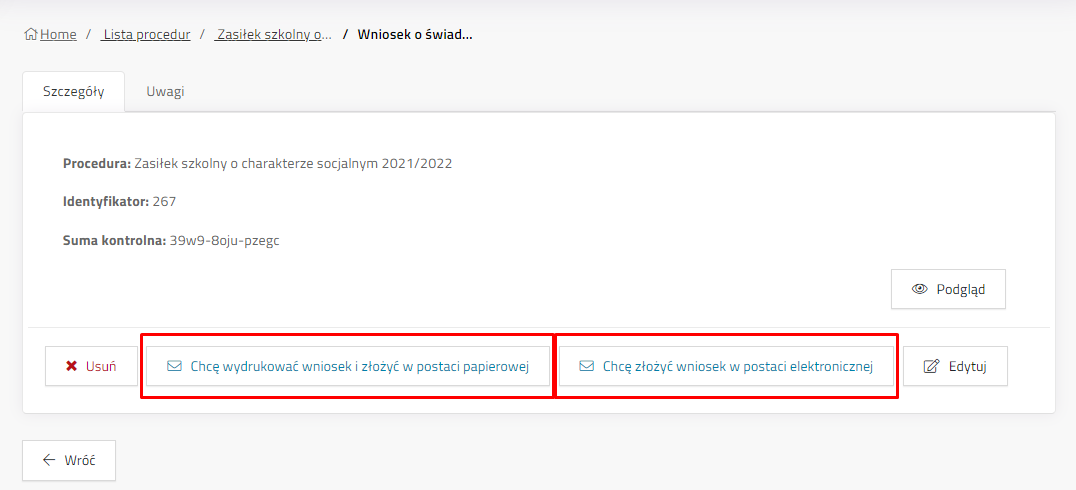 Home / Lista procedur / Zasiłek szkolny o... / Wniosek o świad...
Szczegóły Uwagi
Procedura: Zasiłek szkolny o charakterze socjalnym 2021/2022
Identyfikator: 267
Suma kontrolna: 39w9-8oju-pzegc
Podgląd
Usuń Chcę wydrukować wniosek i złożyć w postaci papierowej Chcę złożyć wniosek w postaci elektronicznej Edytuj
Wróć